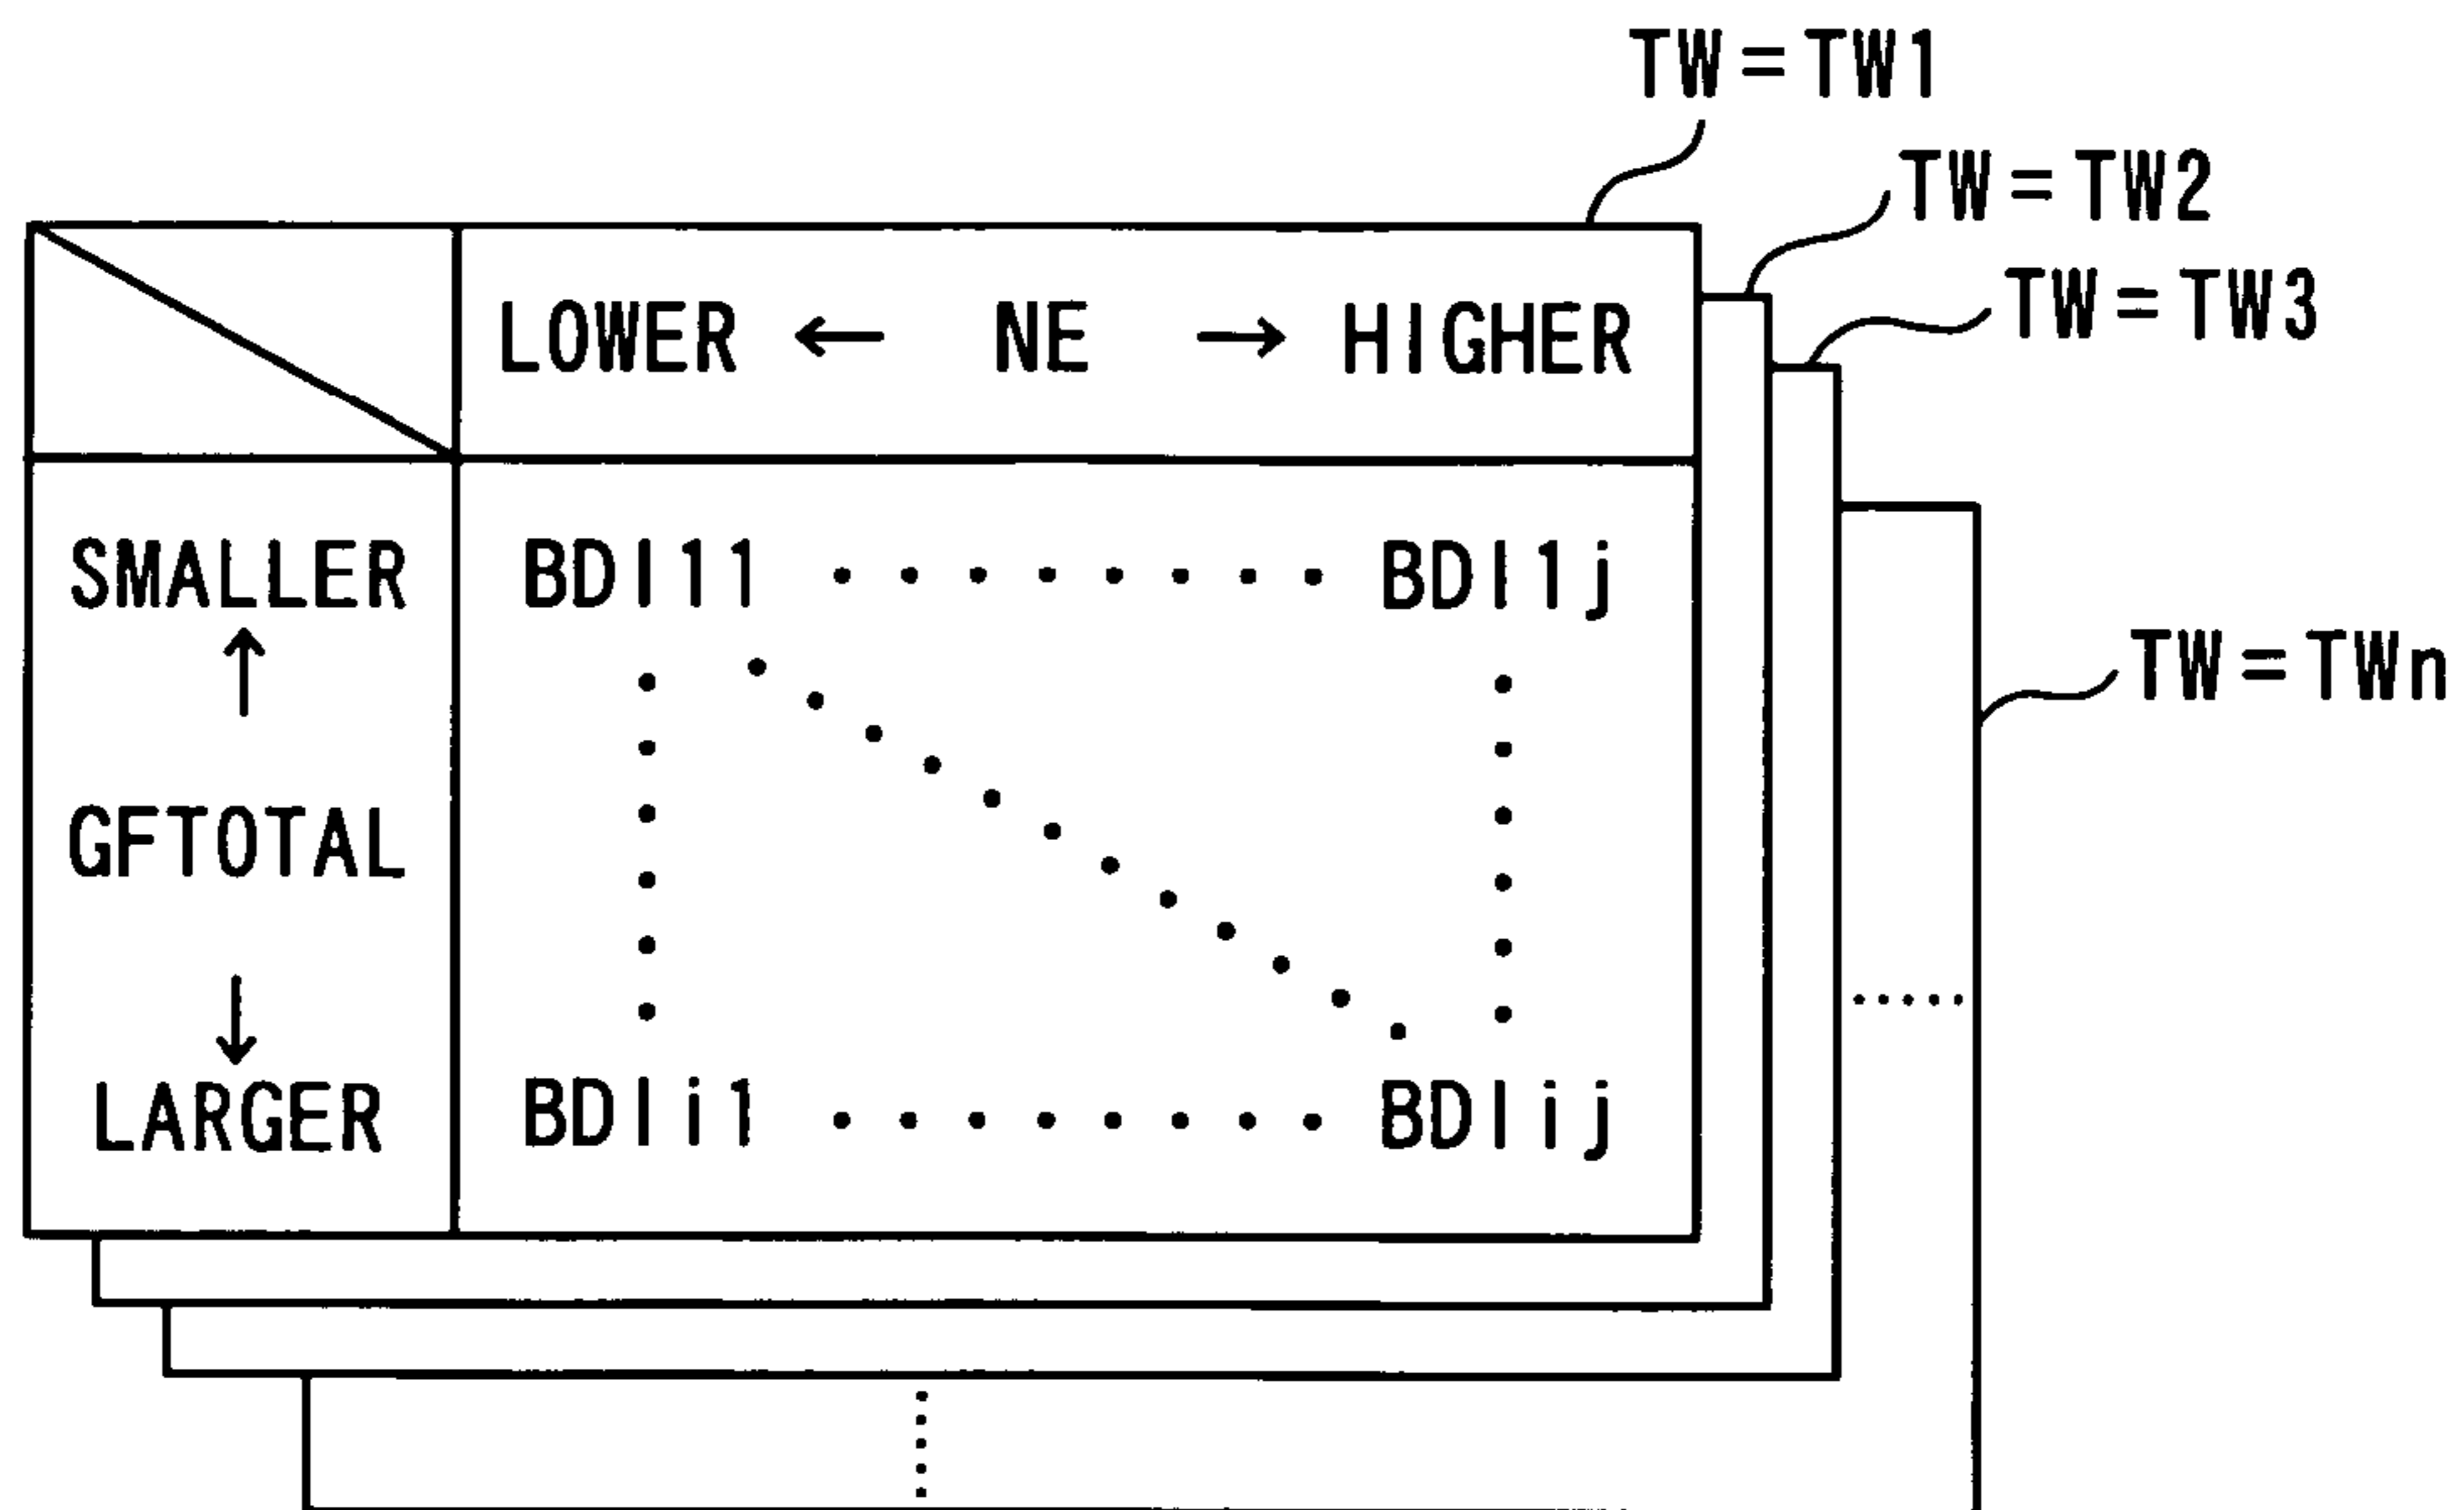 TW=TW1
TW=TW2
TW=TW3
LOWER ← NE → HIGHER
SMALLER BDI11 ········ BDI1j
TW=TWn
GFTOTAL
LARGER BDIi1 ········ BDIij